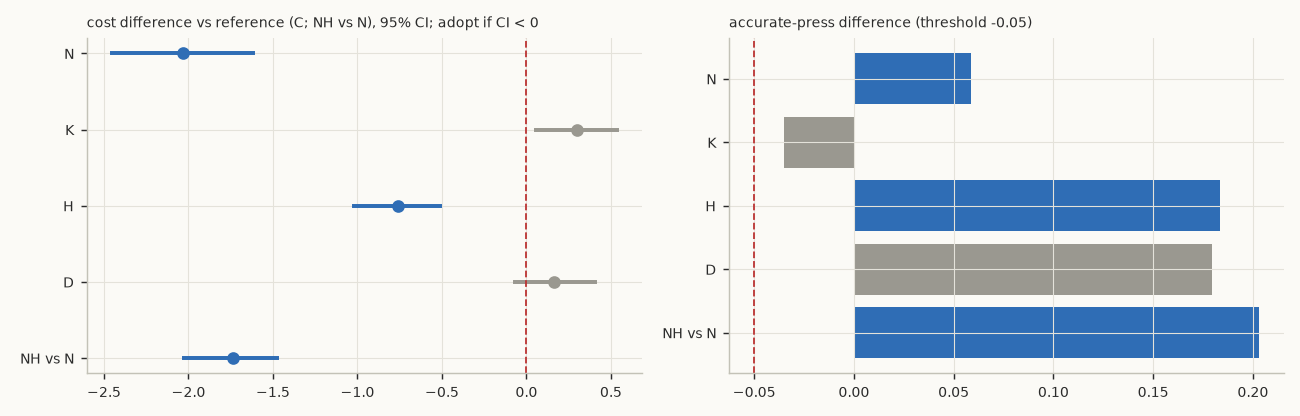 cost difference vs reference (C; NH vs N), 95% CI; adopt if CI < 0
N
K
H
D
NH vs N
−2.5 −2.0 −1.5 −1.0 −0.5 0.0 0.5
accurate-press difference (threshold -0.05)
N
K
H
D
NH vs N
−0.05 0.00 0.05 0.10 0.15 0.20